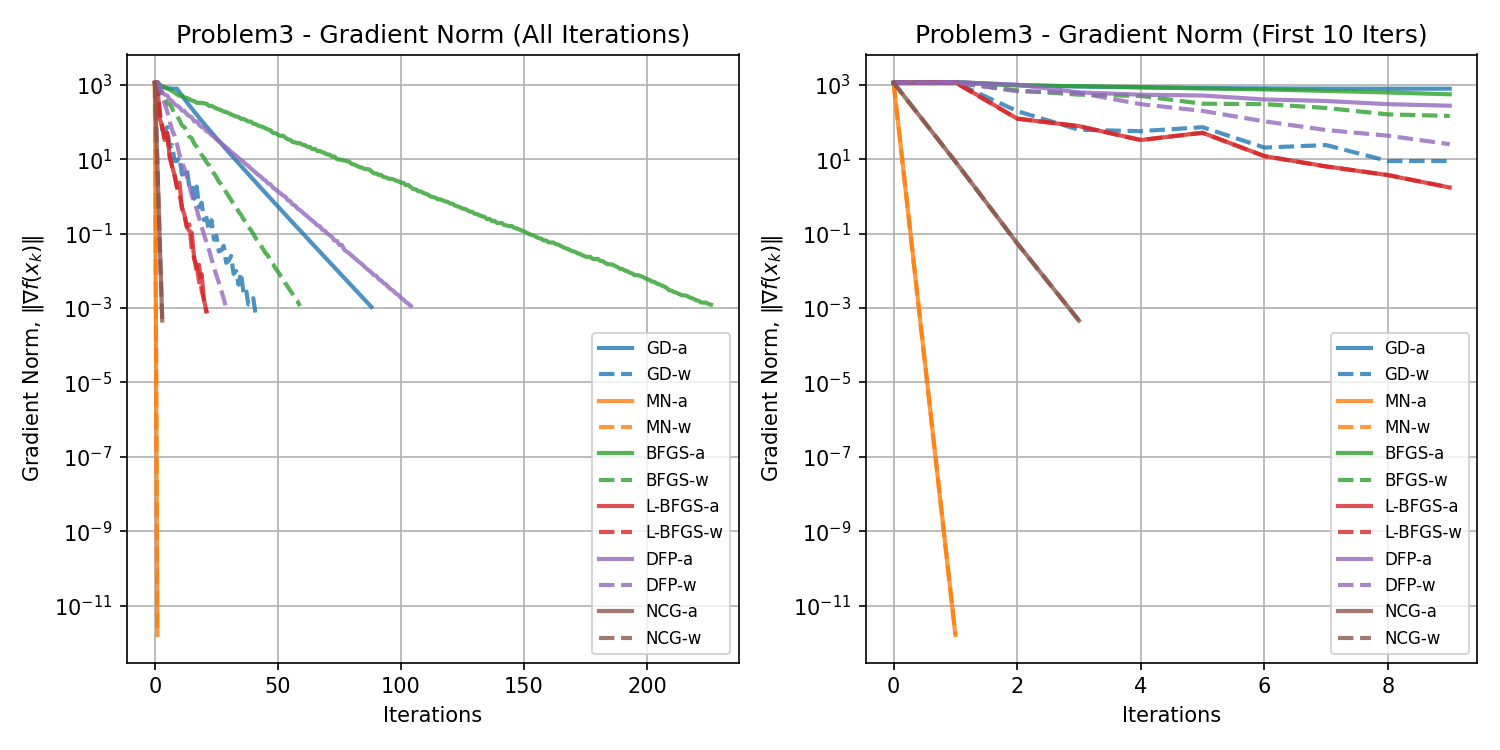 Problem3 - Gradient Norm (All Iterations)
Gradient Norm, ‖∇f(x_k)‖
10^3
10^1
10^−1
10^−3
10^−5
10^−7
10^−9
10^−11
0
50
100
150
200
Iterations
GD-a
GD-w
MN-a
MN-w
BFGS-a
BFGS-w
L-BFGS-a
L-BFGS-w
DFP-a
DFP-w
NCG-a
NCG-w
Problem3 - Gradient Norm (First 10 Iters)
Gradient Norm, ‖∇f(x_k)‖
10^3
10^1
10^−1
10^−3
10^−5
10^−7
10^−9
10^−11
0
2
4
6
8
Iterations
GD-a
GD-w
MN-a
MN-w
BFGS-a
BFGS-w
L-BFGS-a
L-BFGS-w
DFP-a
DFP-w
NCG-a
NCG-w